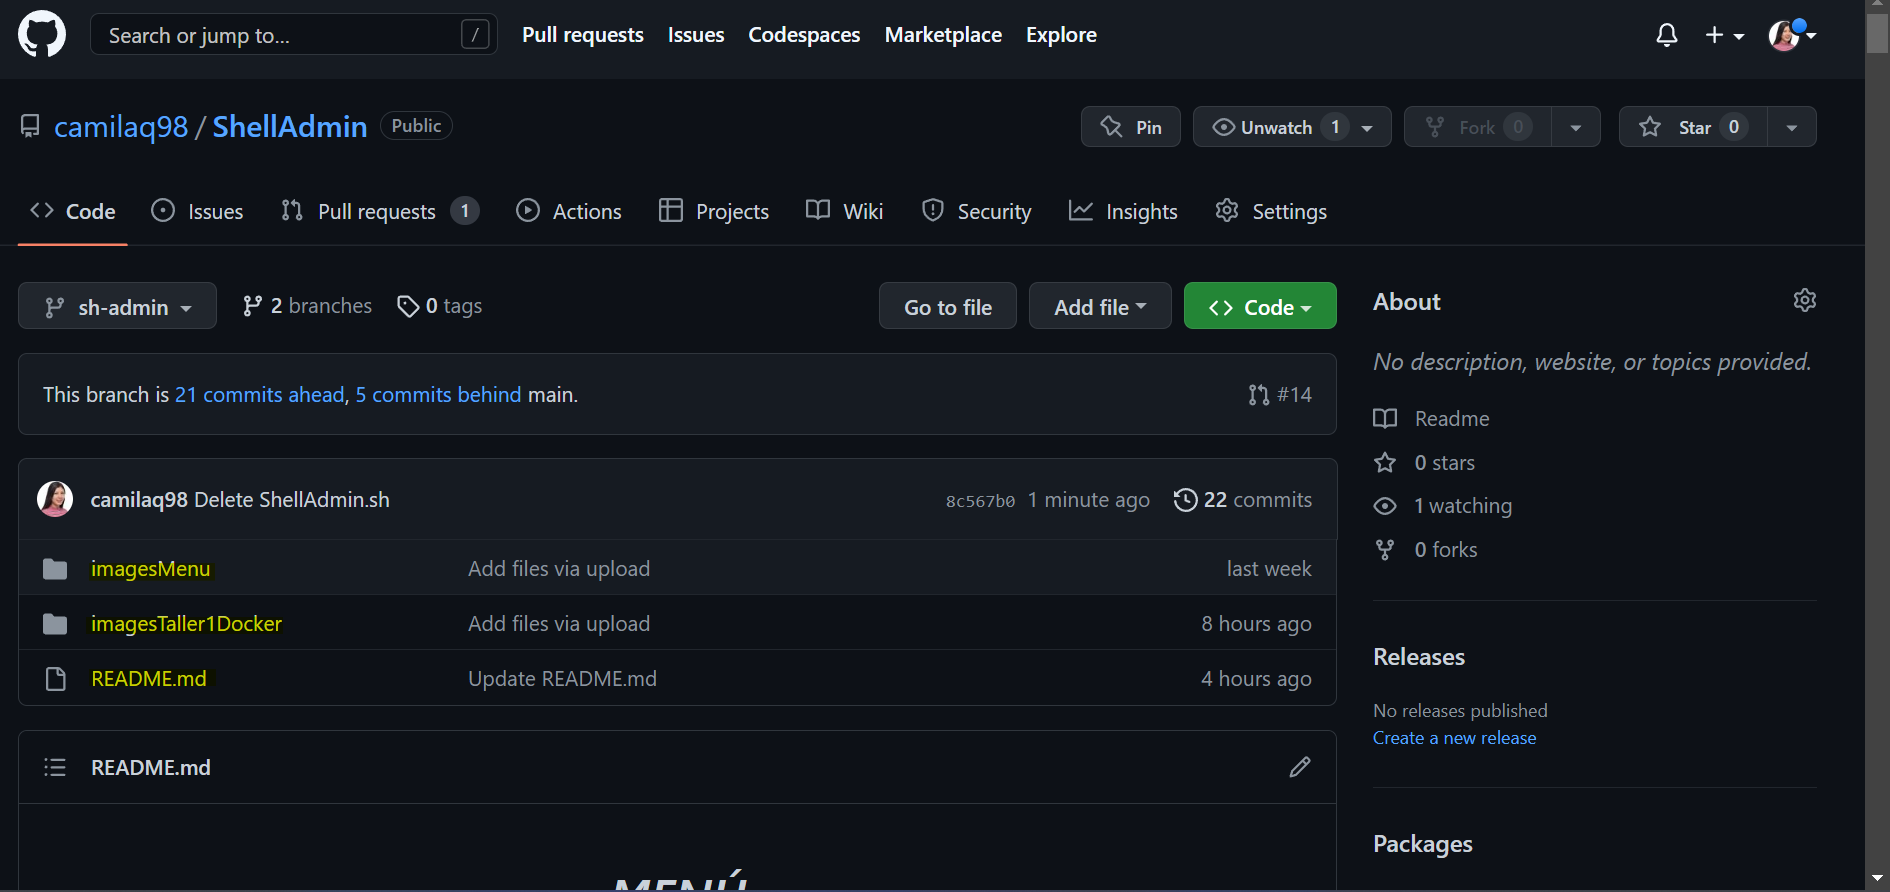 Search or jump to... / Pull requests Issues Codespaces Marketplace Explore
camilaq98 / ShellAdmin Public Pin Unwatch 1 Fork 0 Star 0
Code Issues Pull requests 1 Actions Projects Wiki Security Insights Settings
sh-admin 2 branches 0 tags Go to file Add file Code
This branch is 21 commits ahead, 5 commits behind main. #14
camilaq98 Delete ShellAdmin.sh 8c567b0 1 minute ago 22 commits
imagesMenu Add files via upload last week
imagesTaller1Docker Add files via upload 8 hours ago
README.md Update README.md 4 hours ago
README.md
MENÚ
About
No description, website, or topics provided.
Readme
0 stars
1 watching
0 forks
Releases
No releases published
Create a new release
Packages